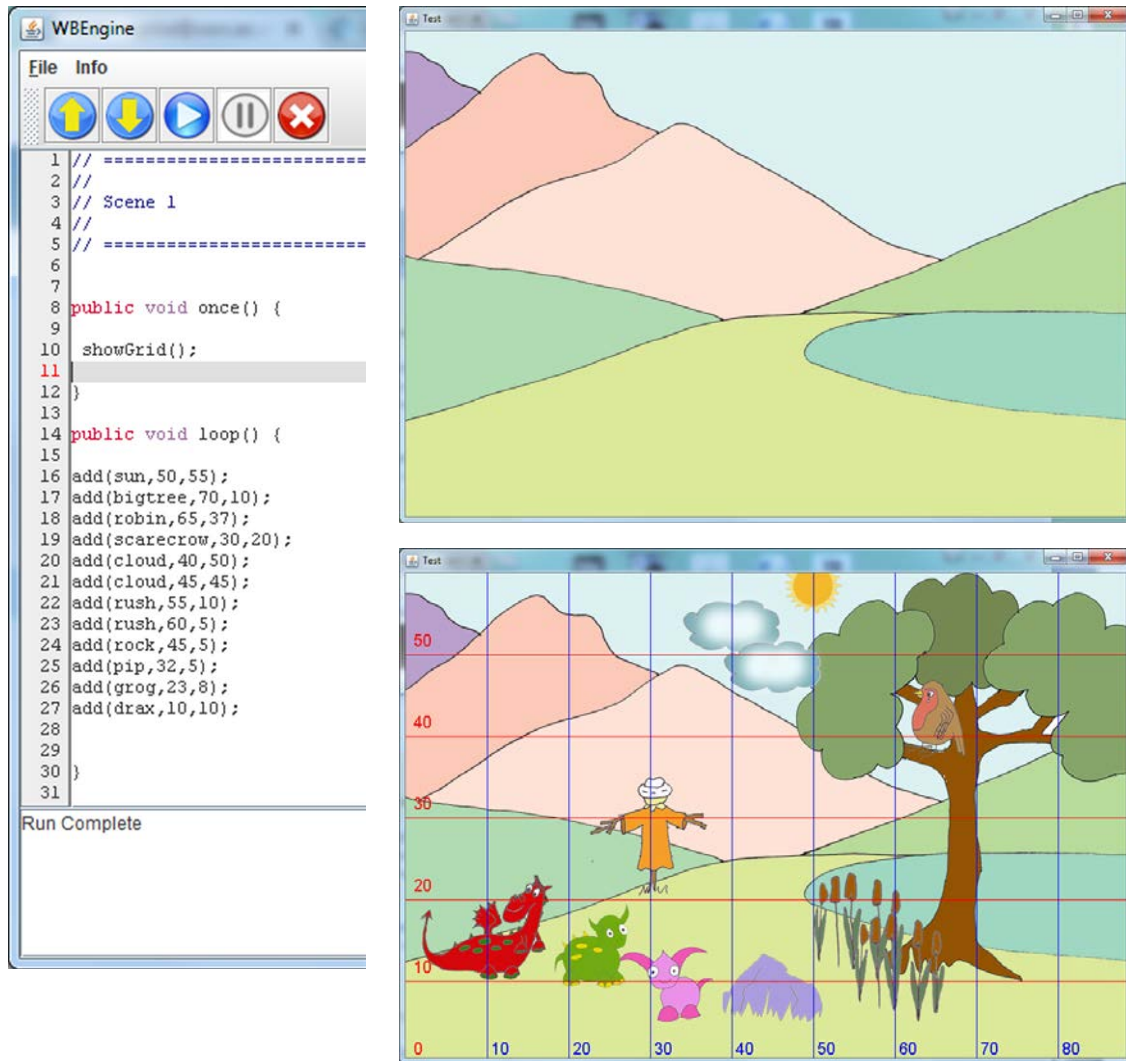 WBEngine
File Info
1 // =========================
2 //
3 // Scene 1
4 //
5 // =========================
6
7
8 public void once() {
9
10 showGrid();
11
12 }
13
14 public void loop() {
15
16 add(sun,50,55);
17 add(bigtree,70,10);
18 add(robin,65,37);
19 add(scarecrow,30,20);
20 add(cloud,40,50);
21 add(cloud,45,45);
22 add(rush,55,10);
23 add(rush,60,5);
24 add(rock,45,5);
25 add(pip,32,5);
26 add(grog,23,8);
27 add(drax,10,10);
28
29
30 }
31
Run Complete
Test
Test
50
40
30
20
10
0 10 20 30 40 50 60 70 80